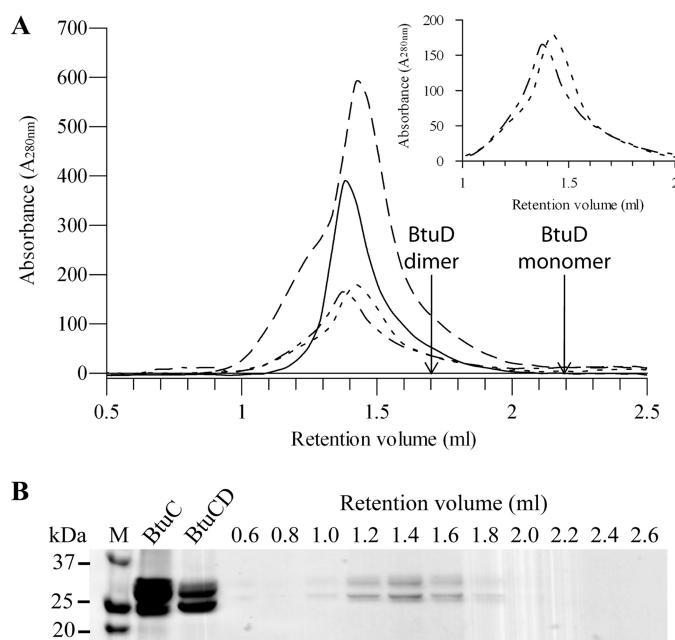 A
700
600
500
400
300
200
100
0
Absorbance (A280nm)
0.5 1 1.5 2 2.5
Retention volume (ml)
BtuD dimer
BtuD monomer
200
150
100
50
0
Absorbance (A280nm)
1 1.5 2
Retention volume (ml)
B
Retention volume (ml)
kDa M BtuC BtuCD 0.6 0.8 1.0 1.2 1.4 1.6 1.8 2.0 2.2 2.4 2.6
37
25
20